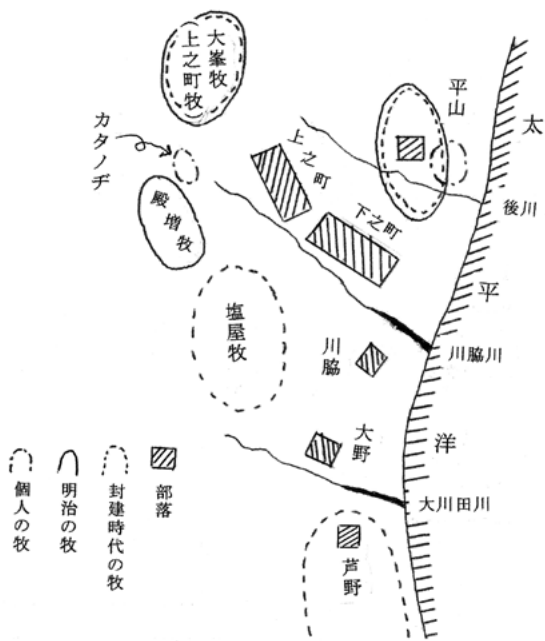 太平洋
平山
後川
上之町
下之町
大峯牧
上之町牧
カタノヂ
殿増牧
塩屋牧
川脇
川脇川
大野
大川田川
芦野
部落
封建時代の牧
明治の牧
個人の牧